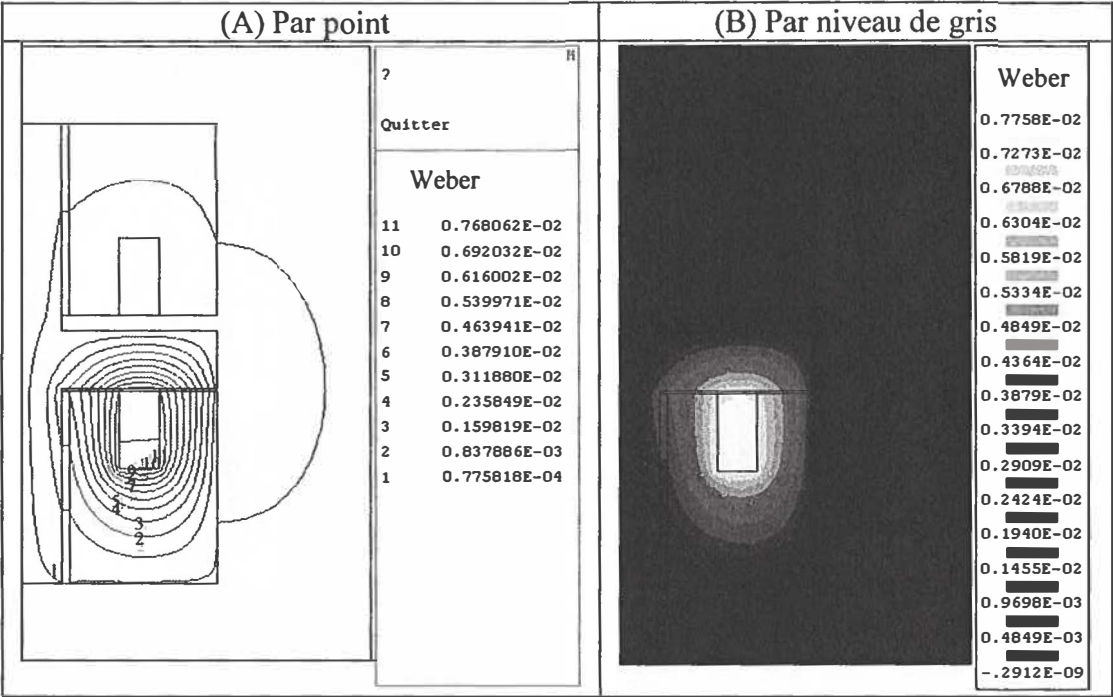 (A) Par point
(B) Par niveau de gris
?
Quitter
Weber
11 0.768062E-02
10 0.692032E-02
9 0.616002E-02
8 0.539971E-02
7 0.463941E-02
6 0.387910E-02
5 0.311880E-02
4 0.235849E-02
3 0.159819E-02
2 0.837886E-03
1 0.775818E-04
5
4
3
2
1
Weber
0.7758E-02
0.7273E-02
0.6788E-02
0.6304E-02
0.5819E-02
0.5334E-02
0.4849E-02
0.4364E-02
0.3879E-02
0.3394E-02
0.2909E-02
0.2424E-02
0.1940E-02
0.1455E-02
0.9698E-03
0.4849E-03
-.2912E-09